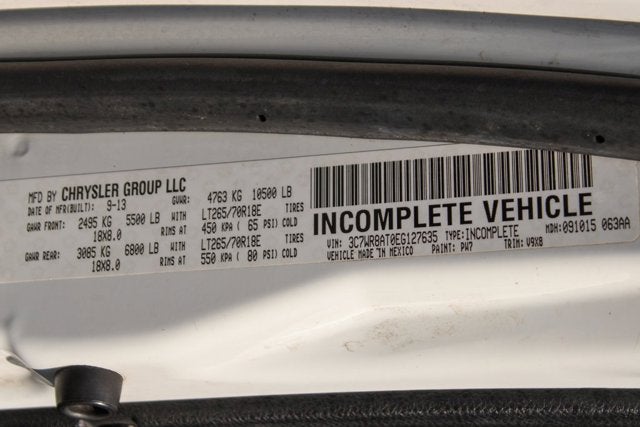 MFD BY CHRYSLER GROUP LLC
DATE OF MFR(BUILT): 9-13 GVWR: 4763 KG 10500 LB
GAWR FRONT: 2495 KG 5500 LB WITH LT265/70R18E TIRES
18X8.0 RIMS AT 450 KPA ( 65 PSI) COLD
GAWR REAR: 3085 KG 6800 LB WITH LT265/70R18E TIRES
18X8.0 RIMS AT 550 KPA ( 80 PSI) COLD
INCOMPLETE VEHICLE
VIN: 3C7WR8AT0EG127635 TYPE: INCOMPLETE MDH: 091015 063AA
VEHICLE MADE IN MEXICO PAINT: PW7 TRIM: V9X8